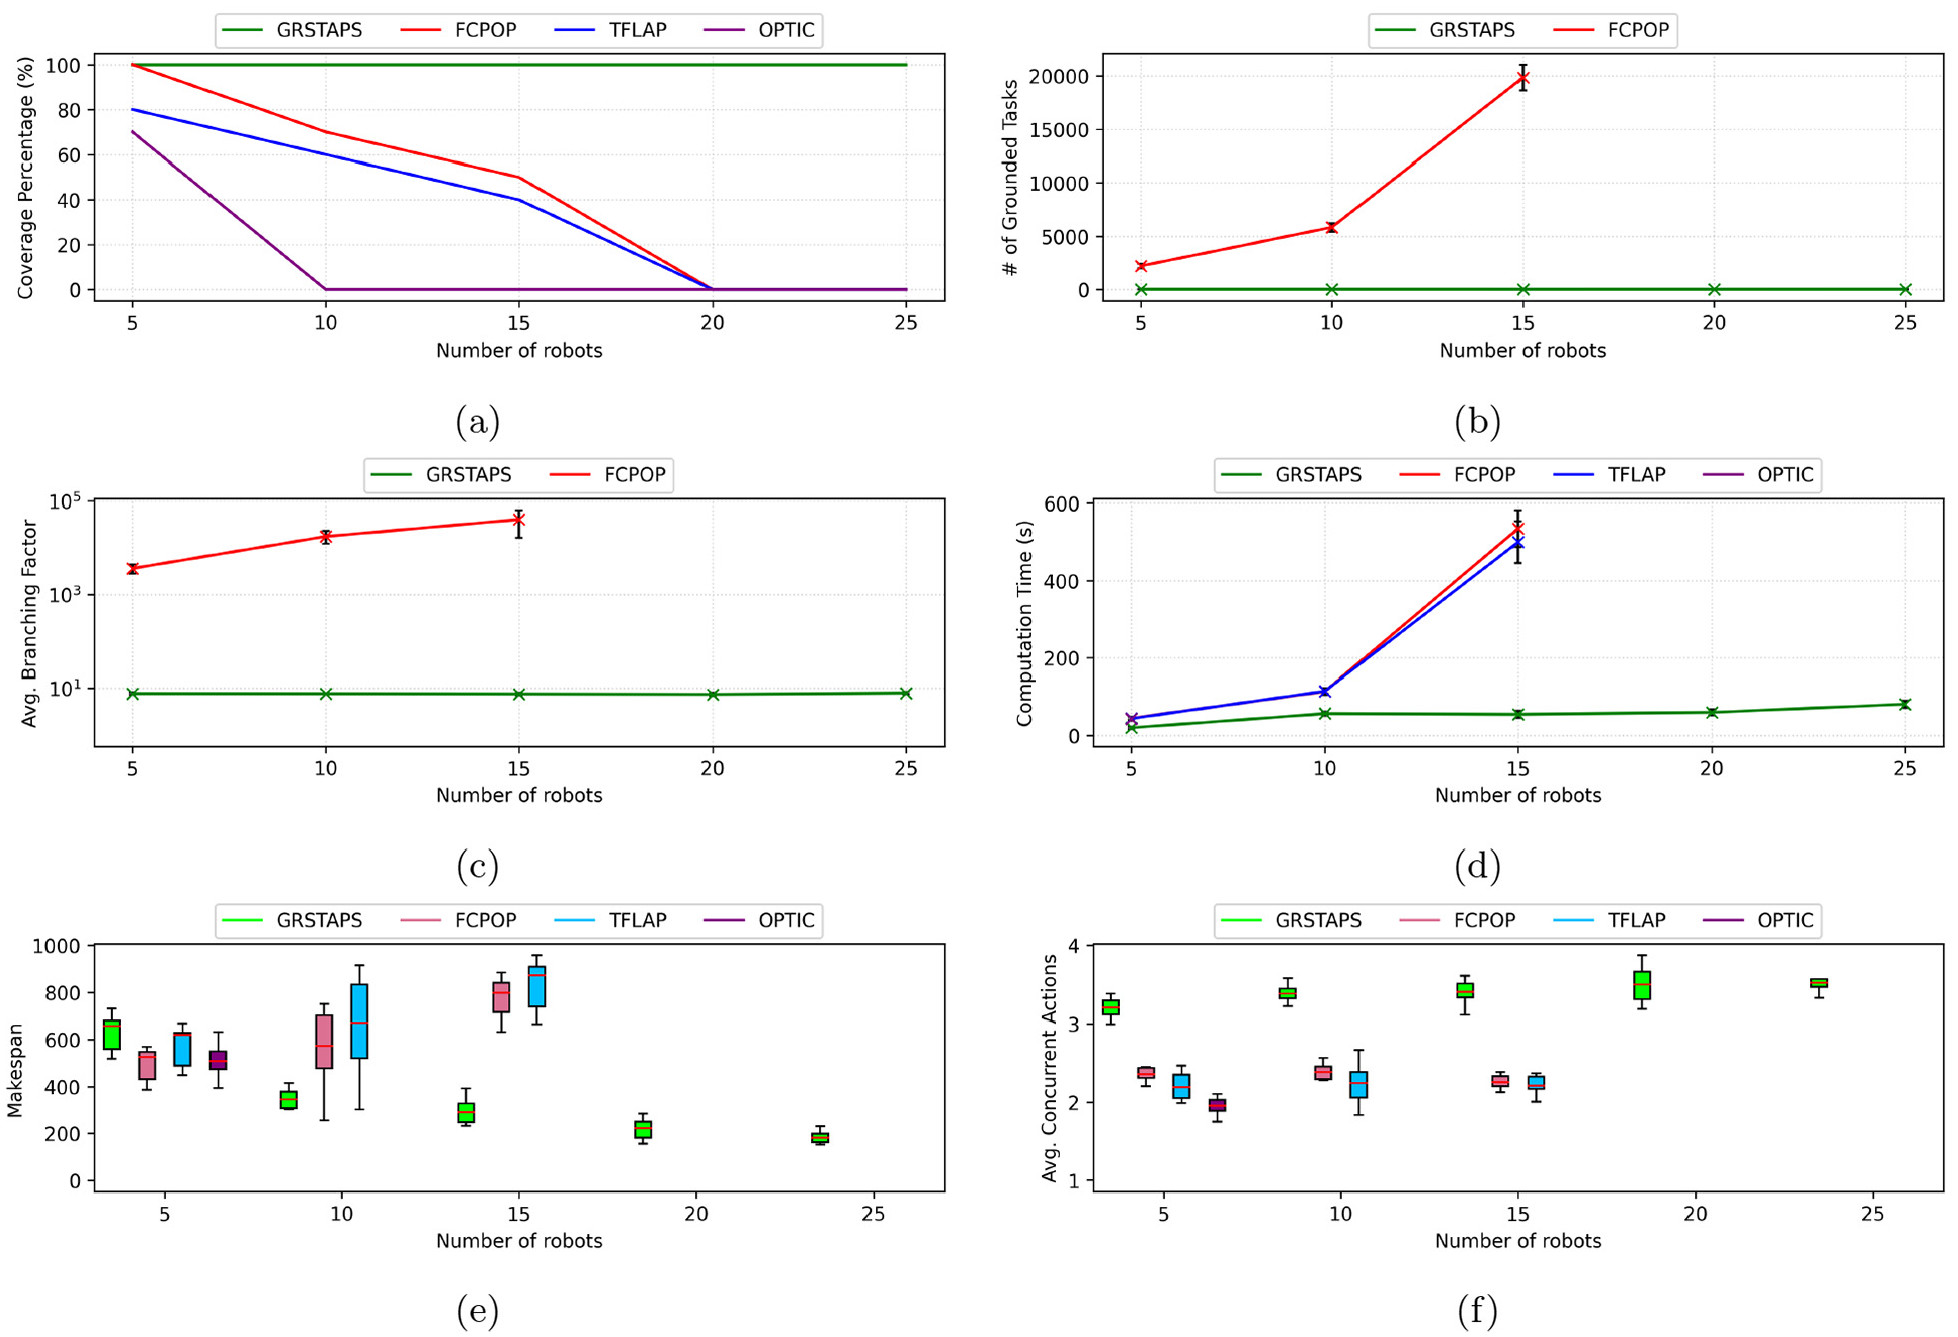 GRSTAPS FCPOP TFLAP OPTIC
Coverage Percentage (%)
100
80
60
40
20
0
5 10 15 20 25
Number of robots
(a)
GRSTAPS FCPOP
# of Grounded Tasks
20000
15000
10000
5000
0
5 10 15 20 25
Number of robots
(b)
GRSTAPS FCPOP
Avg. Branching Factor
10^5
10^3
10^1
5 10 15 20 25
Number of robots
(c)
GRSTAPS FCPOP TFLAP OPTIC
Computation Time (s)
600
400
200
0
5 10 15 20 25
Number of robots
(d)
GRSTAPS FCPOP TFLAP OPTIC
Makespan
1000
800
600
400
200
0
5 10 15 20 25
Number of robots
(e)
GRSTAPS FCPOP TFLAP OPTIC
Avg. Concurrent Actions
4
3
2
1
5 10 15 20 25
Number of robots
(f)